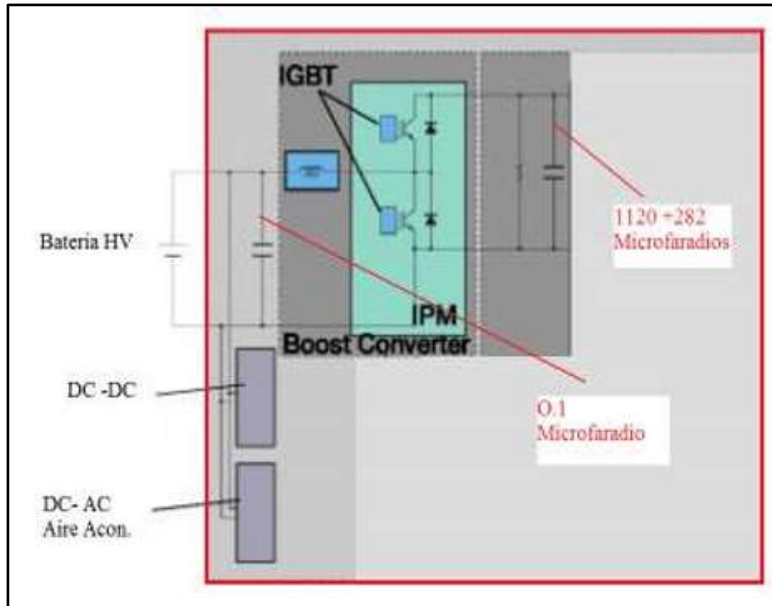 IGBT
1120 +282
Microfaradios
Bateria HV
IPM
Boost Converter
DC -DC
O.1
Microfaradio
DC- AC
Aire Acon.